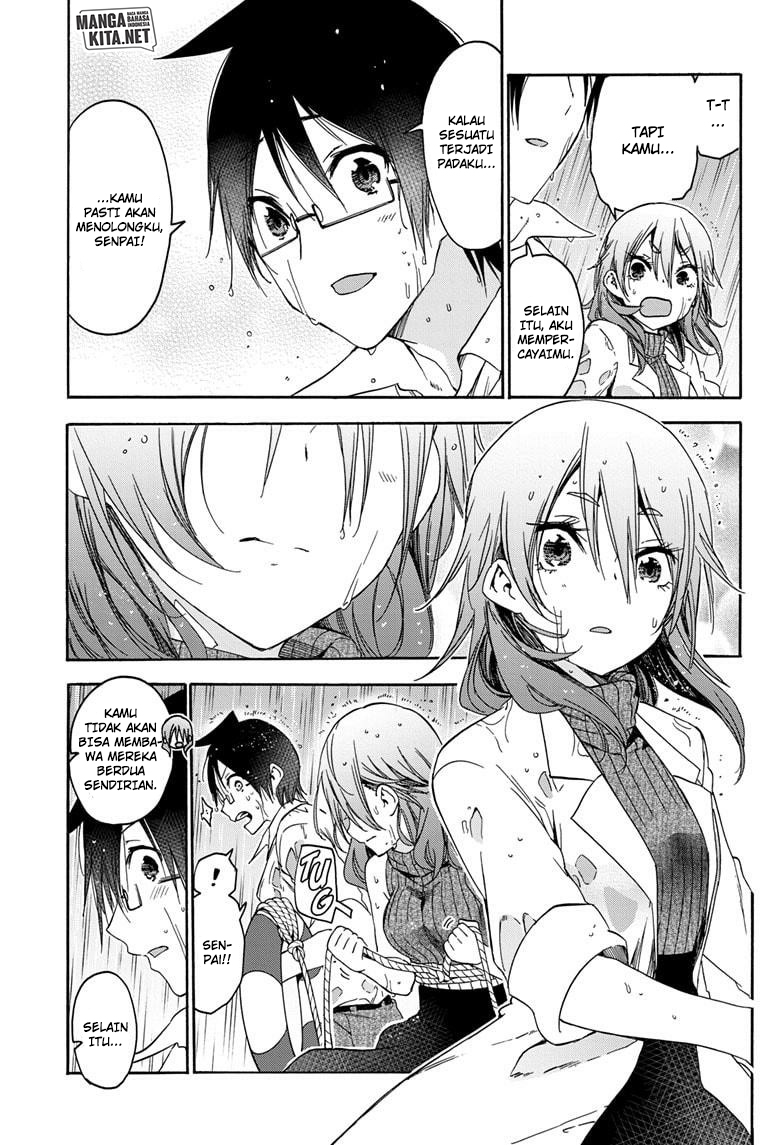 MANGA
BACA MANGA
BAHASA
INDONESIA
KITA.NET
T-T
...
TAPI
KAMU...
SELAIN
ITU, AKU
MEMPER-
CAYAIMU.
KALAU
SESUATU
TERJADI
PADAKU...
...KAMU
PASTI AKAN
MENOLONGKU,
SENPAI!
TUG
!
SEN-
PAI!!
KAMU
TIDAK AKAN
BISA MEMBA-
WA MEREKA
BERDUA
SENDIRIAN.
SELAIN
ITU...